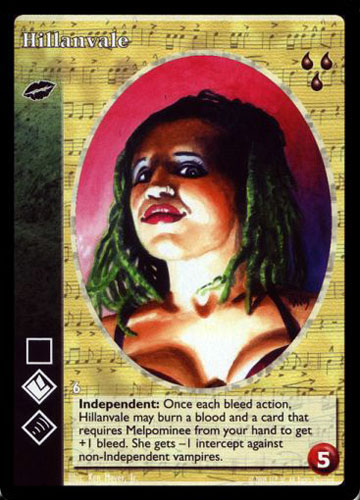 Hillanvale
6
Independent: Once each bleed action,
Hillanvale may burn a blood and a card that
requires Melpominee from your hand to get
+1 bleed. She gets –1 intercept against
non-Independent vampires.
5